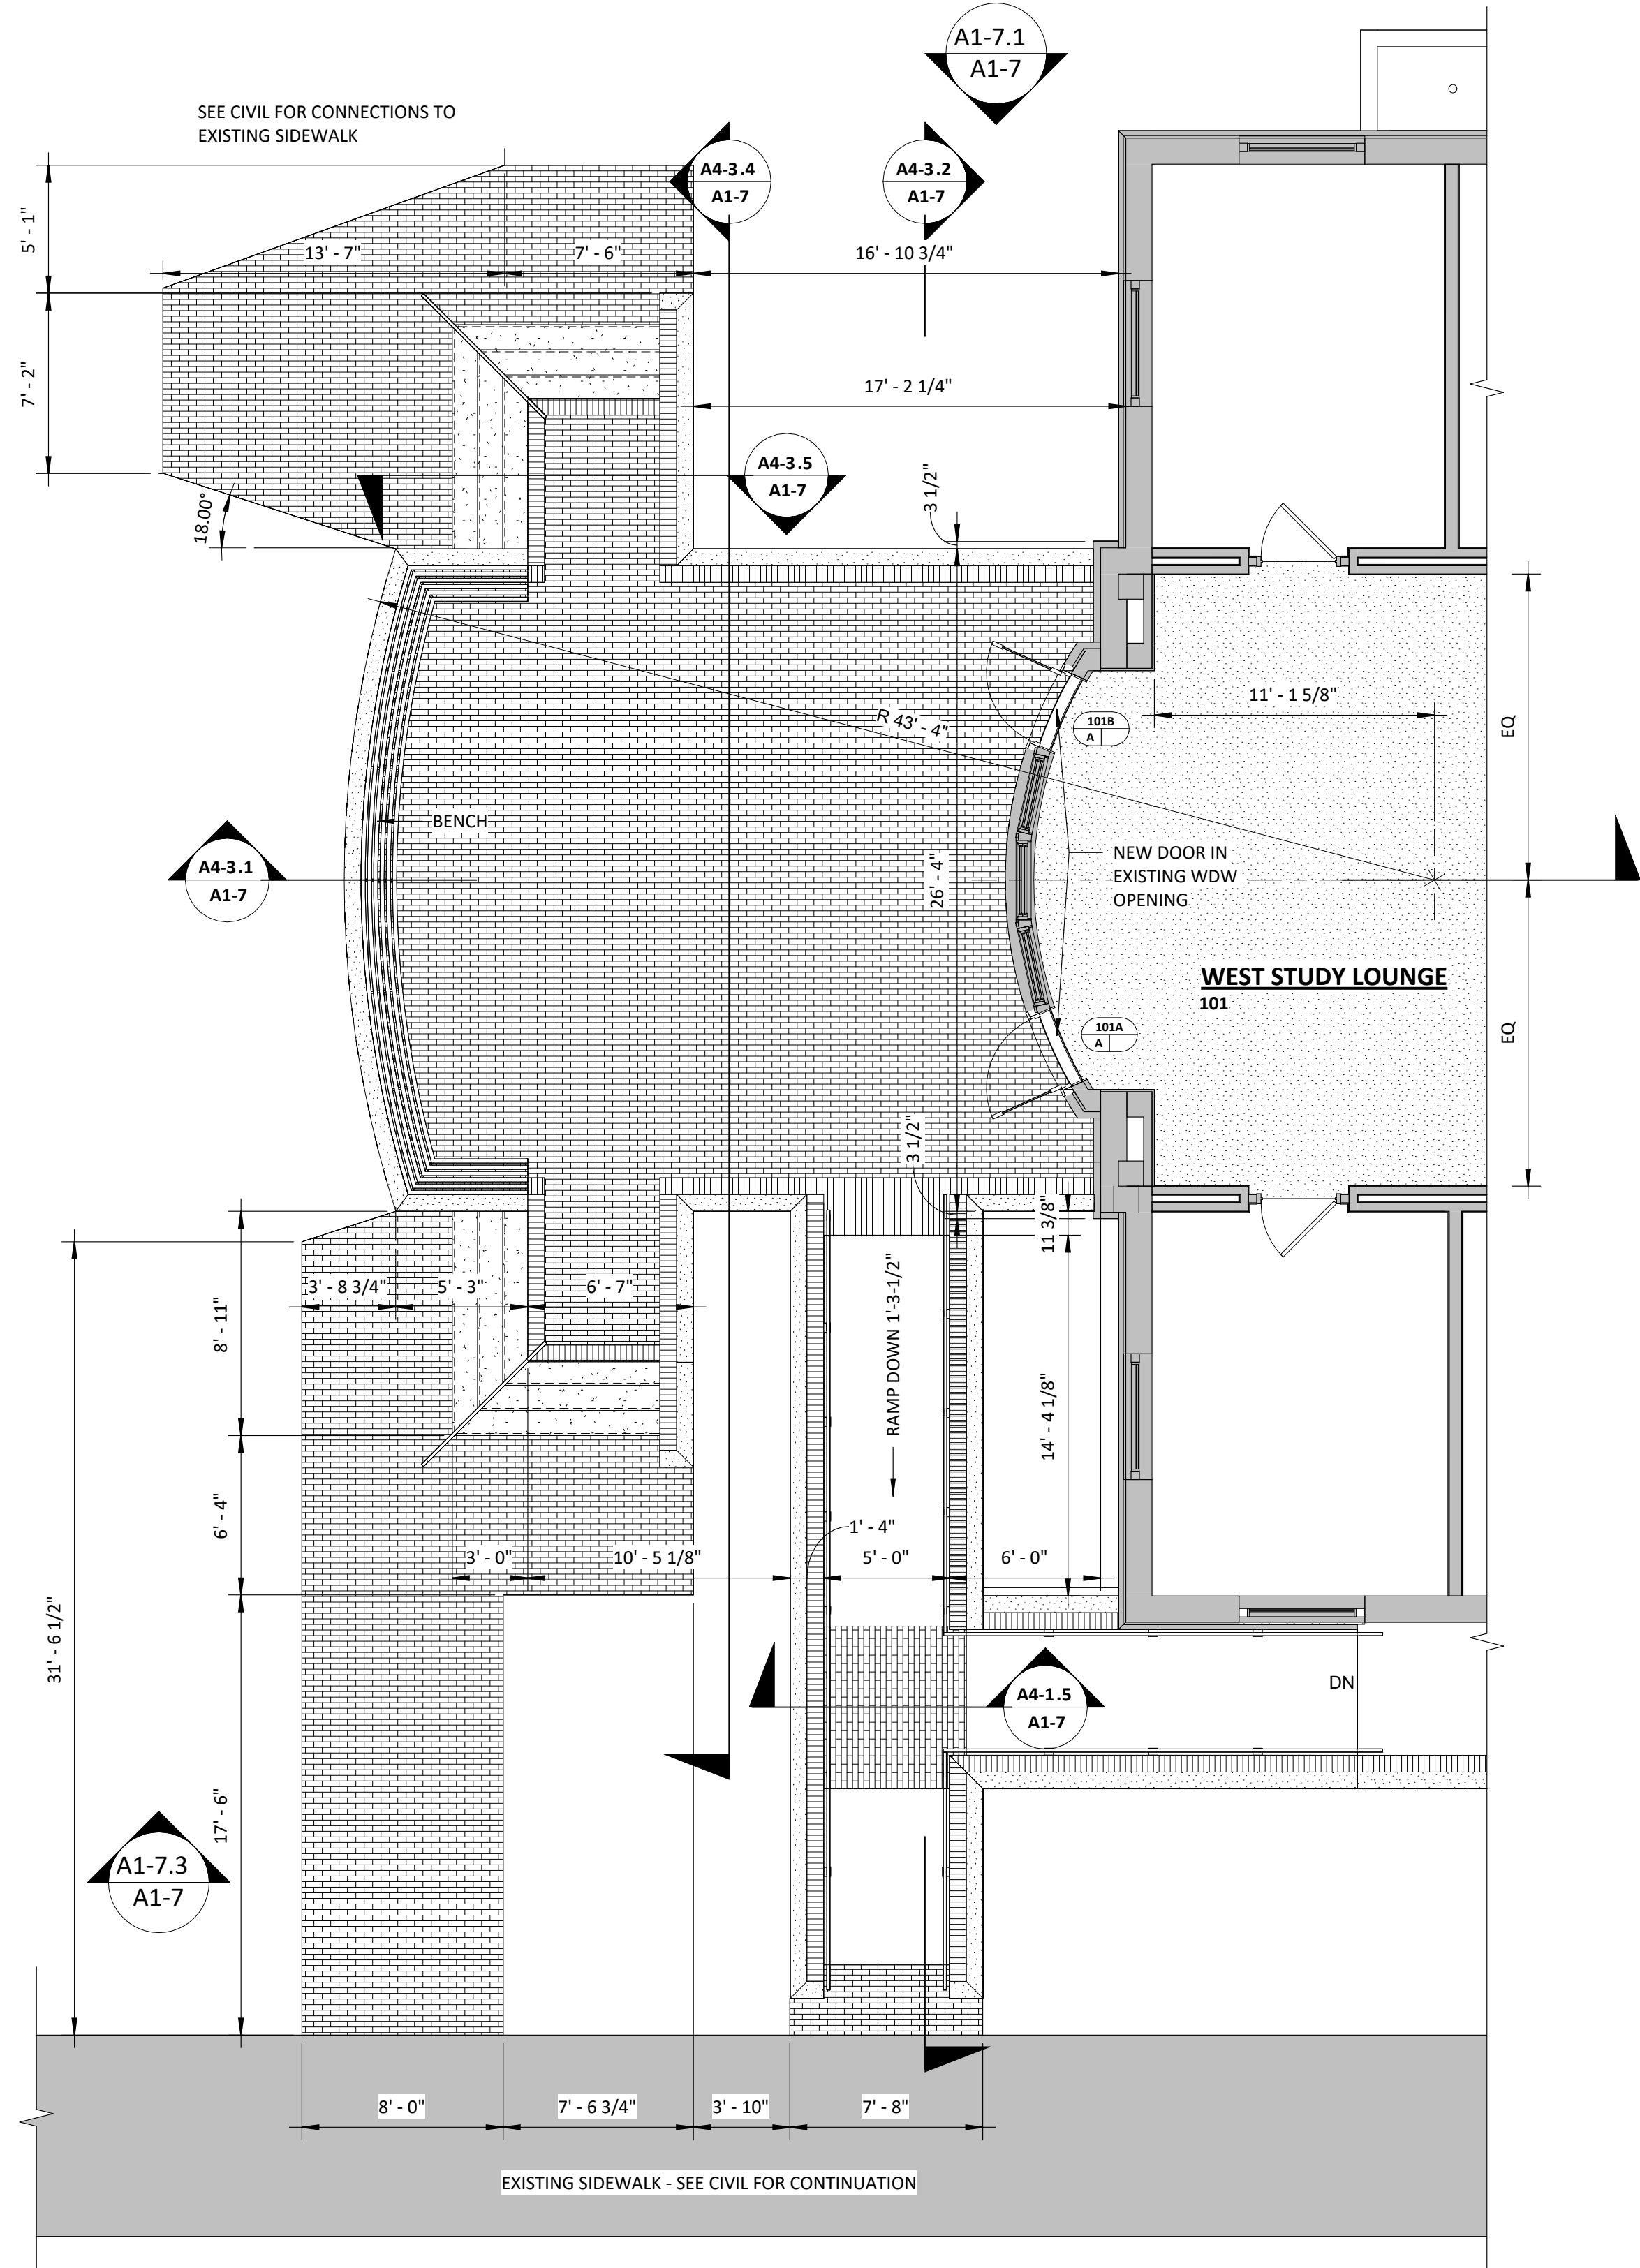 A1-7.1
A1-7
SEE CIVIL FOR CONNECTIONS TO
EXISTING SIDEWALK
A4-3.4
A1-7
A4-3.2
A1-7
5' - 1"
13' - 7"
7' - 6"
16' - 10 3/4"
7' - 2"
17' - 2 1/4"
A4-3.5
A1-7
3 1/2"
18.00°
11' - 1 5/8"
R 43' - 4"
101B
A
EQ
BENCH
A4-3.1
A1-7
26' - 4"
NEW DOOR IN
EXISTING WDW
OPENING
WEST STUDY LOUNGE
101
101A
A
EQ
3 1/2"
11 3/8"
3' - 8 3/4"
5' - 3"
6' - 7"
8' - 11"
RAMP DOWN 1'-3-1/2"
14' - 4 1/8"
6' - 4"
1' - 4"
3' - 0"
10' - 5 1/8"
5' - 0"
6' - 0"
31' - 6 1/2"
DN
A4-1.5
A1-7
17' - 6"
A1-7.3
A1-7
8' - 0"
7' - 6 3/4"
3' - 10"
7' - 8"
EXISTING SIDEWALK - SEE CIVIL FOR CONTINUATION